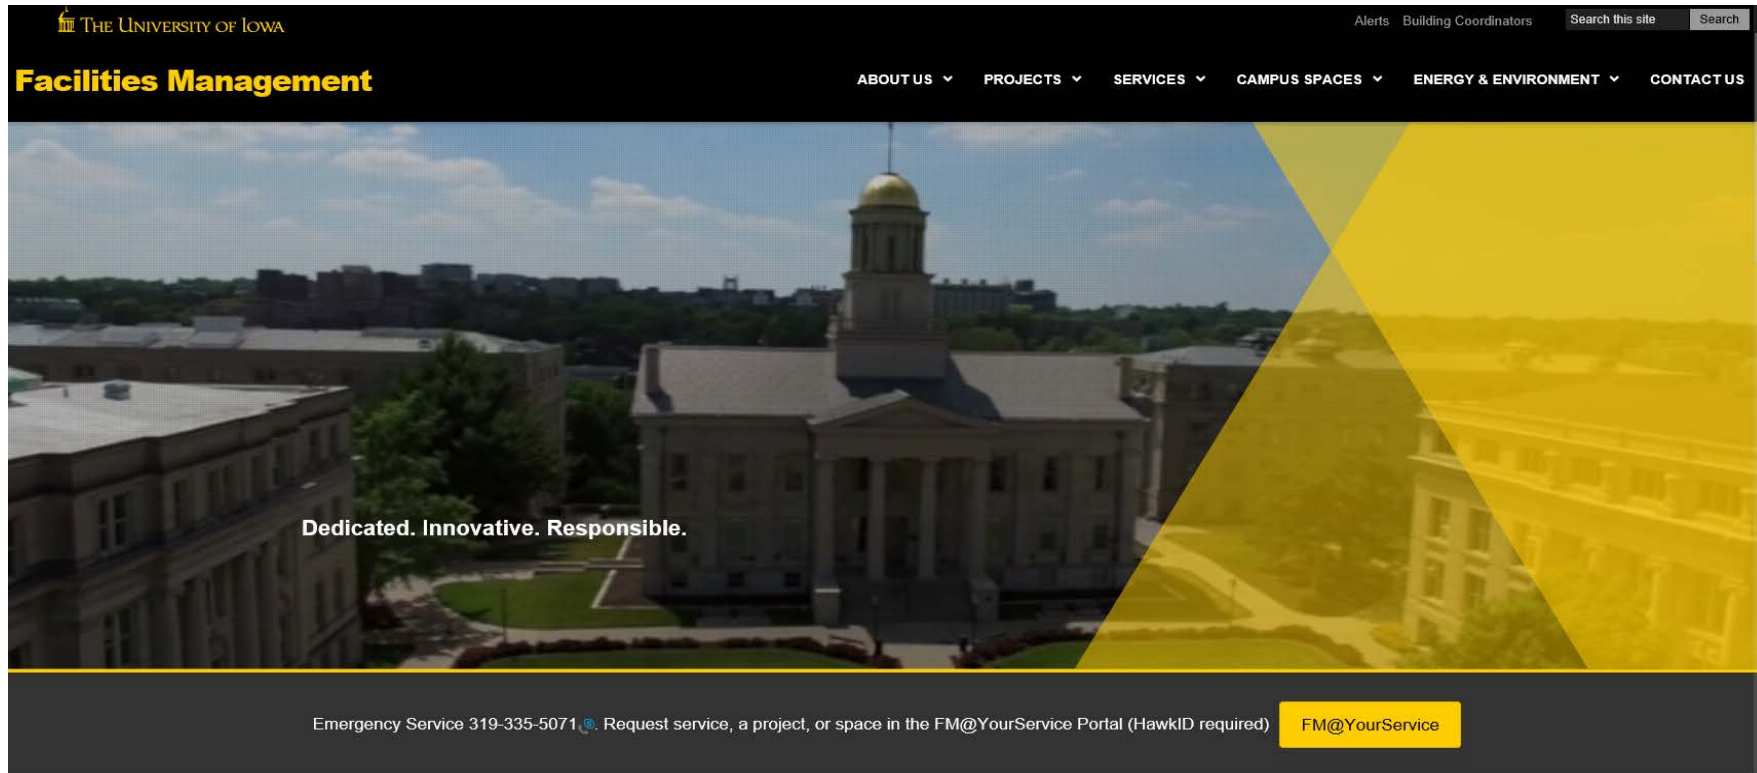 THE UNIVERSITY OF IOWA
Alerts Building Coordinators Search this site Search
Facilities Management
ABOUT US PROJECTS SERVICES CAMPUS SPACES ENERGY & ENVIRONMENT CONTACT US
Dedicated. Innovative. Responsible.
Emergency Service 319-335-5071. Request service, a project, or space in the FM@YourService Portal (HawkID required) FM@YourService